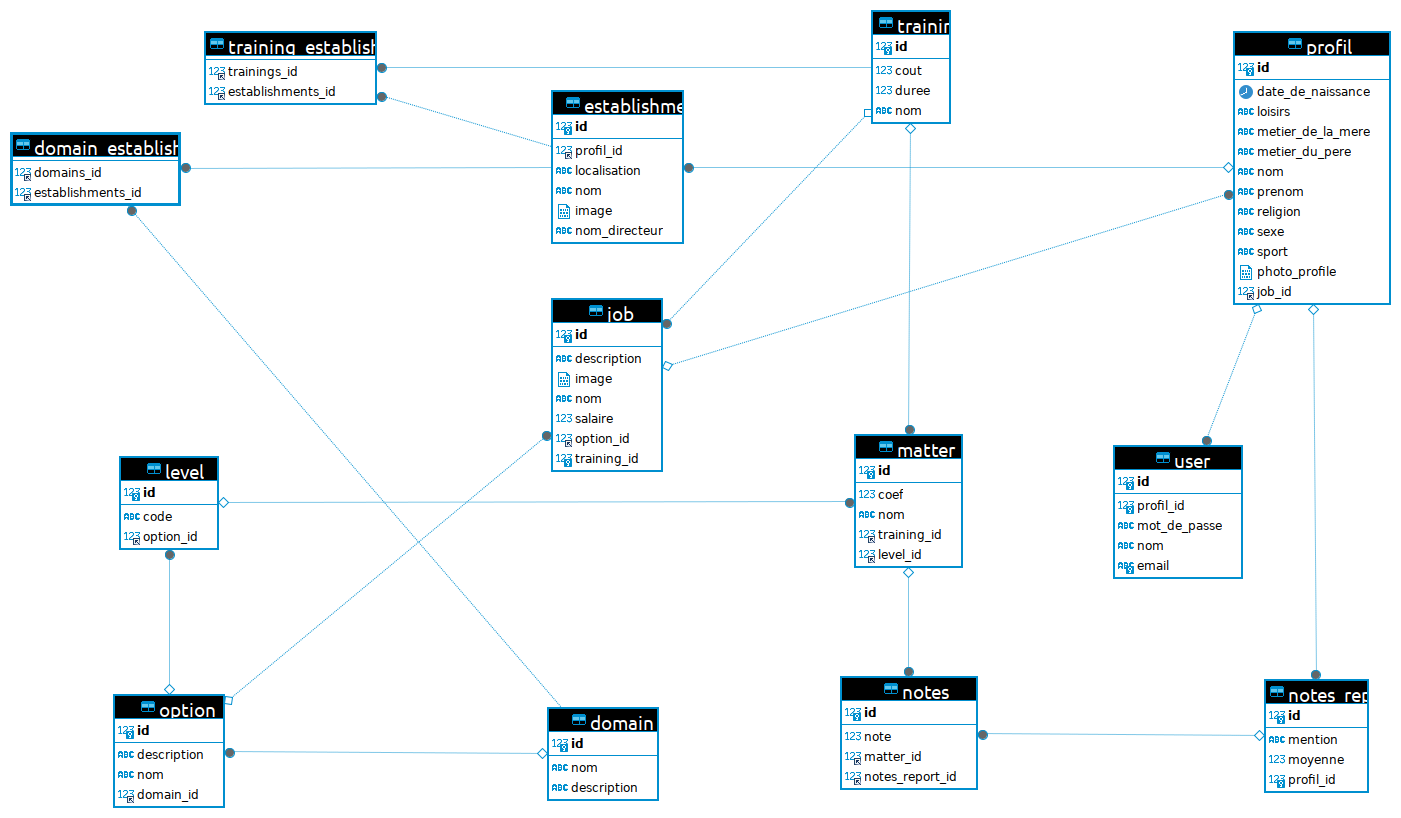 training_establish
trainings_id
establishments_id
domain_establish
domains_id
establishments_id
establishme
id
profil_id
localisation
nom
image
nom_directeur
trainin
id
cout
duree
nom
profil
id
date_de_naissance
loisirs
metier_de_la_mere
metier_du_pere
nom
prenom
religion
sexe
sport
photo_profile
job_id
job
id
description
image
nom
salaire
option_id
training_id
level
id
code
option_id
matter
id
coef
nom
training_id
level_id
user
id
profil_id
mot_de_passe
nom
email
option
id
description
nom
domain_id
domain
id
nom
description
notes
id
note
matter_id
notes_report_id
notes_rep
id
mention
moyenne
profil_id